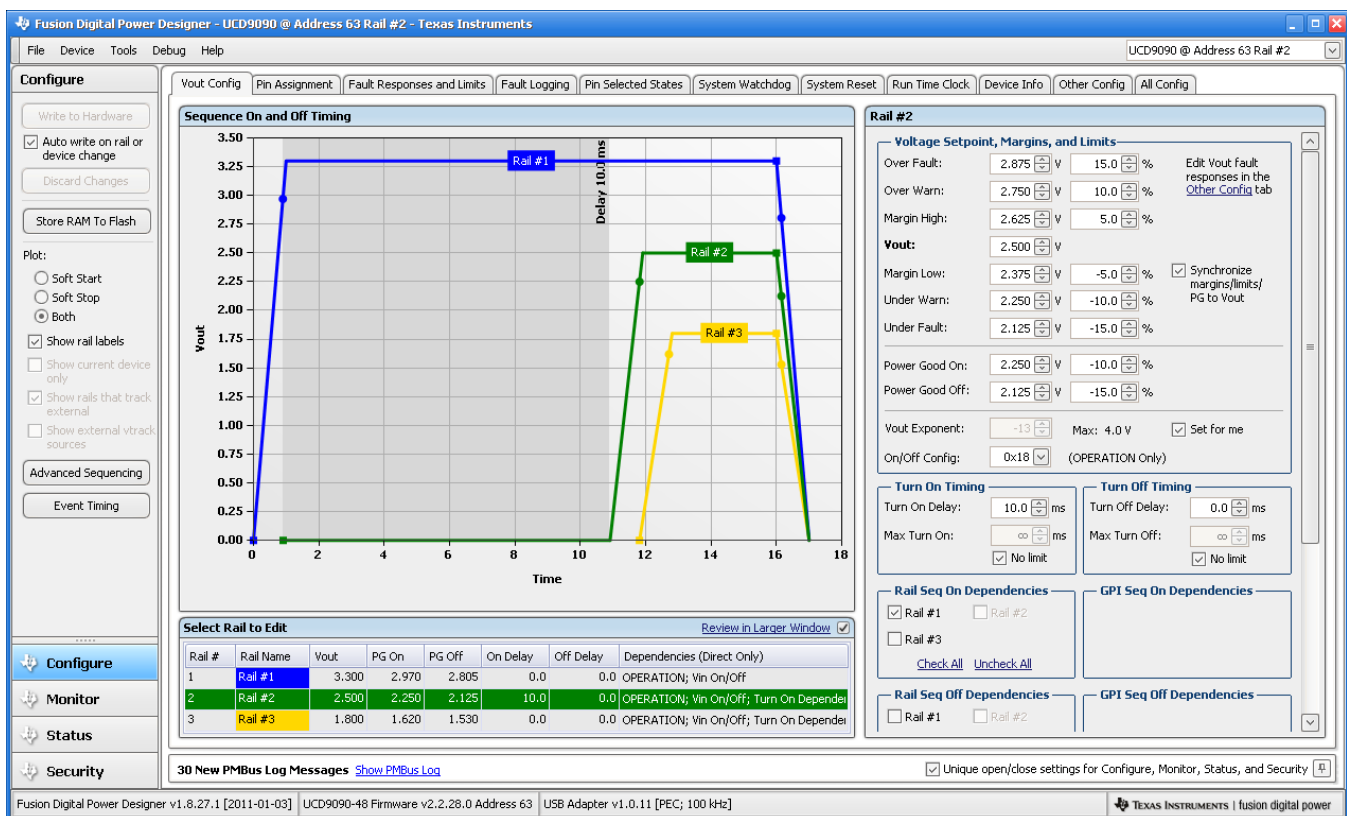 Fusion Digital Power Designer - UCD9090 @ Address 63 Rail #2 - Texas Instruments
File Device Tools Debug Help
UCD9090 @ Address 63 Rail #2
Configure
Write to Hardware
Auto write on rail or
device change
Discard Changes
Store RAM To Flash
Plot:
Soft Start
Soft Stop
Both
Show rail labels
Show current device
only
Show rails that track
external
Show external vtrack
sources
Advanced Sequencing
Event Timing
Configure
Monitor
Status
Security
Vout Config Pin Assignment Fault Responses and Limits Fault Logging Pin Selected States System Watchdog System Reset Run Time Clock Device Info Other Config All Config
Sequence On and Off Timing
3.50
3.25
3.00
2.75
2.50
2.25
2.00
1.75
1.50
1.25
1.00
0.75
0.50
0.25
0.00
Vout
0 2 4 6 8 10 12 14 16 18
Time
Rail #1
Delay 10.0 ms
Rail #2
Rail #3
Select Rail to Edit
Review in Larger Window
Rail # Rail Name Vout PG On PG Off On Delay Off Delay Dependencies (Direct Only)
1 Rail #1 3.300 2.970 2.805 0.0 0.0 OPERATION; Vin On/Off
2 Rail #2 2.500 2.250 2.125 10.0 0.0 OPERATION; Vin On/Off; Turn On Depender
3 Rail #3 1.800 1.620 1.530 0.0 0.0 OPERATION; Vin On/Off; Turn On Depender
Rail #2
Voltage Setpoint, Margins, and Limits
Over Fault: 2.875 V 15.0 %
Over Warn: 2.750 V 10.0 %
Margin High: 2.625 V 5.0 %
Vout: 2.500 V
Margin Low: 2.375 V -5.0 %
Under Warn: 2.250 V -10.0 %
Under Fault: 2.125 V -15.0 %
Edit Vout fault
responses in the
Other Config tab
Synchronize
margins/limits/
PG to Vout
Power Good On: 2.250 V -10.0 %
Power Good Off: 2.125 V -15.0 %
Vout Exponent: -13 Max: 4.0 V Set for me
On/Off Config: 0x18 (OPERATION Only)
Turn On Timing
Turn On Delay: 10.0 ms
Max Turn On: ∞ ms
No limit
Turn Off Timing
Turn Off Delay: 0.0 ms
Max Turn Off: ∞ ms
No limit
Rail Seq On Dependencies
Rail #1 Rail #2
Rail #3
Check All Uncheck All
GPI Seq On Dependencies
Rail Seq Off Dependencies
Rail #1 Rail #2
GPI Seq Off Dependencies
30 New PMBus Log Messages Show PMBus Log
Unique open/close settings for Configure, Monitor, Status, and Security
Fusion Digital Power Designer v1.8.27.1 [2011-01-03] UCD9090-48 Firmware v2.2.28.0 Address 63 USB Adapter v1.0.11 [PEC; 100 kHz]
TEXAS INSTRUMENTS | fusion digital power